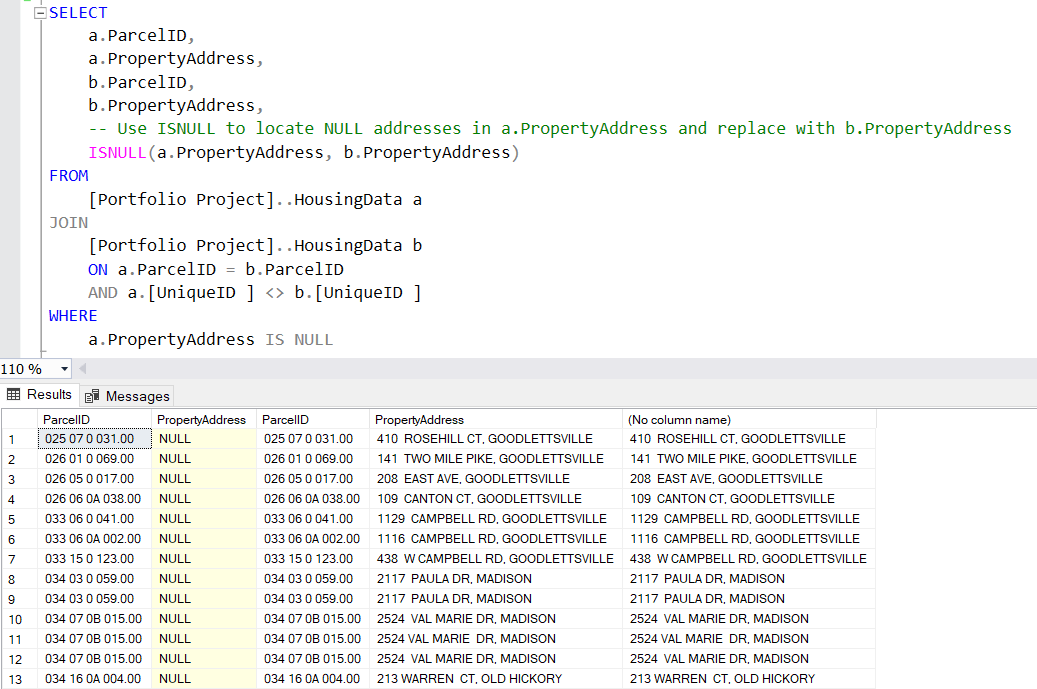 SELECT
a.ParcelID,
a.PropertyAddress,
b.ParcelID,
b.PropertyAddress,
-- Use ISNULL to locate NULL addresses in a.PropertyAddress and replace with b.PropertyAddress
ISNULL(a.PropertyAddress, b.PropertyAddress)
FROM
[Portfolio Project]..HousingData a
JOIN
[Portfolio Project]..HousingData b
ON a.ParcelID = b.ParcelID
AND a.[UniqueID ] <> b.[UniqueID ]
WHERE
a.PropertyAddress IS NULL
110 %
Results Messages
ParcelID PropertyAddress ParcelID PropertyAddress (No column name)
1 025 07 0 031.00 NULL 025 07 0 031.00 410  ROSEHILL CT, GOODLETTSVILLE 410  ROSEHILL CT, GOODLETTSVILLE
2 026 01 0 069.00 NULL 026 01 0 069.00 141  TWO MILE PIKE, GOODLETTSVILLE 141  TWO MILE PIKE, GOODLETTSVILLE
3 026 05 0 017.00 NULL 026 05 0 017.00 208  EAST AVE, GOODLETTSVILLE 208  EAST AVE, GOODLETTSVILLE
4 026 06 0A 038.00 NULL 026 06 0A 038.00 109  CANTON CT, GOODLETTSVILLE 109  CANTON CT, GOODLETTSVILLE
5 033 06 0 041.00 NULL 033 06 0 041.00 1129  CAMPBELL RD, GOODLETTSVILLE 1129  CAMPBELL RD, GOODLETTSVILLE
6 033 06 0A 002.00 NULL 033 06 0A 002.00 1116  CAMPBELL RD, GOODLETTSVILLE 1116  CAMPBELL RD, GOODLETTSVILLE
7 033 15 0 123.00 NULL 033 15 0 123.00 438  W CAMPBELL RD, GOODLETTSVILLE 438  W CAMPBELL RD, GOODLETTSVILLE
8 034 03 0 059.00 NULL 034 03 0 059.00 2117  PAULA DR, MADISON 2117  PAULA DR, MADISON
9 034 03 0 059.00 NULL 034 03 0 059.00 2117  PAULA DR, MADISON 2117  PAULA DR, MADISON
10 034 07 0B 015.00 NULL 034 07 0B 015.00 2524  VAL MARIE DR, MADISON 2524  VAL MARIE DR, MADISON
11 034 07 0B 015.00 NULL 034 07 0B 015.00 2524 VAL MARIE  DR, MADISON 2524 VAL MARIE  DR, MADISON
12 034 07 0B 015.00 NULL 034 07 0B 015.00 2524  VAL MARIE DR, MADISON 2524  VAL MARIE DR, MADISON
13 034 16 0A 004.00 NULL 034 16 0A 004.00 213 WARREN  CT, OLD HICKORY 213 WARREN  CT, OLD HICKORY